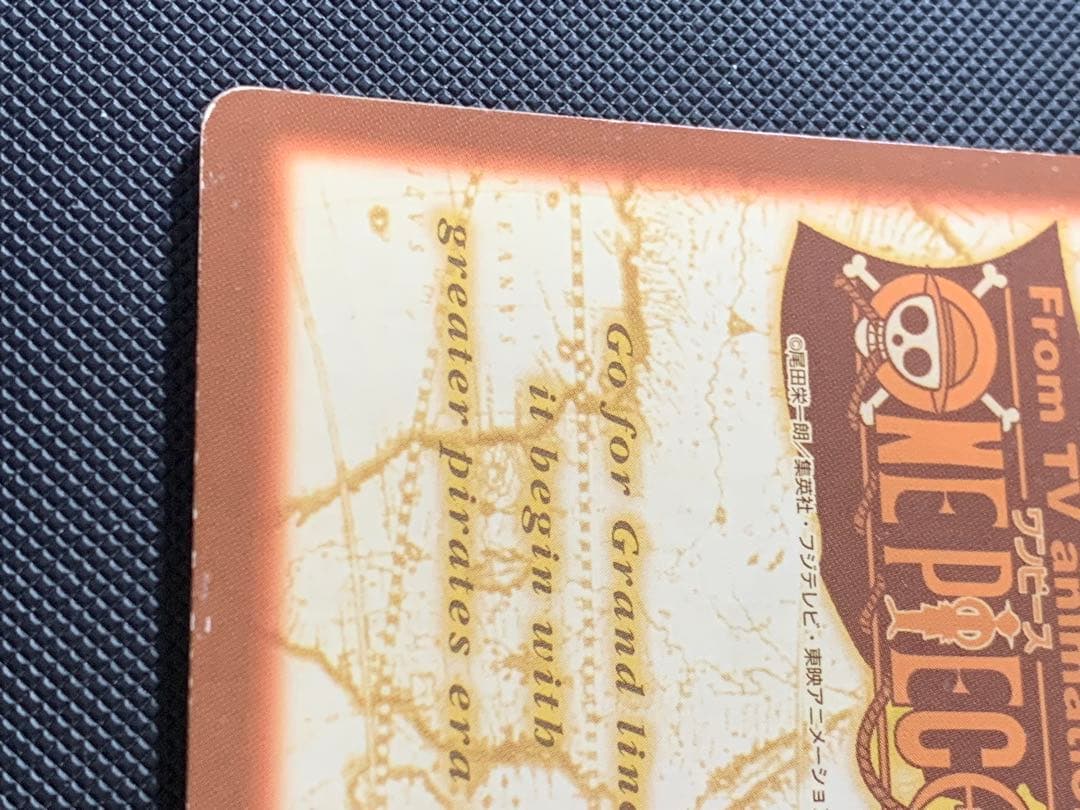 From TV animation
ONE PIECE
ワンピース
©尾田栄一朗／集英社・フジテレビ・東映アニメーション
Go for Grand line
it begin with
greater pirates era